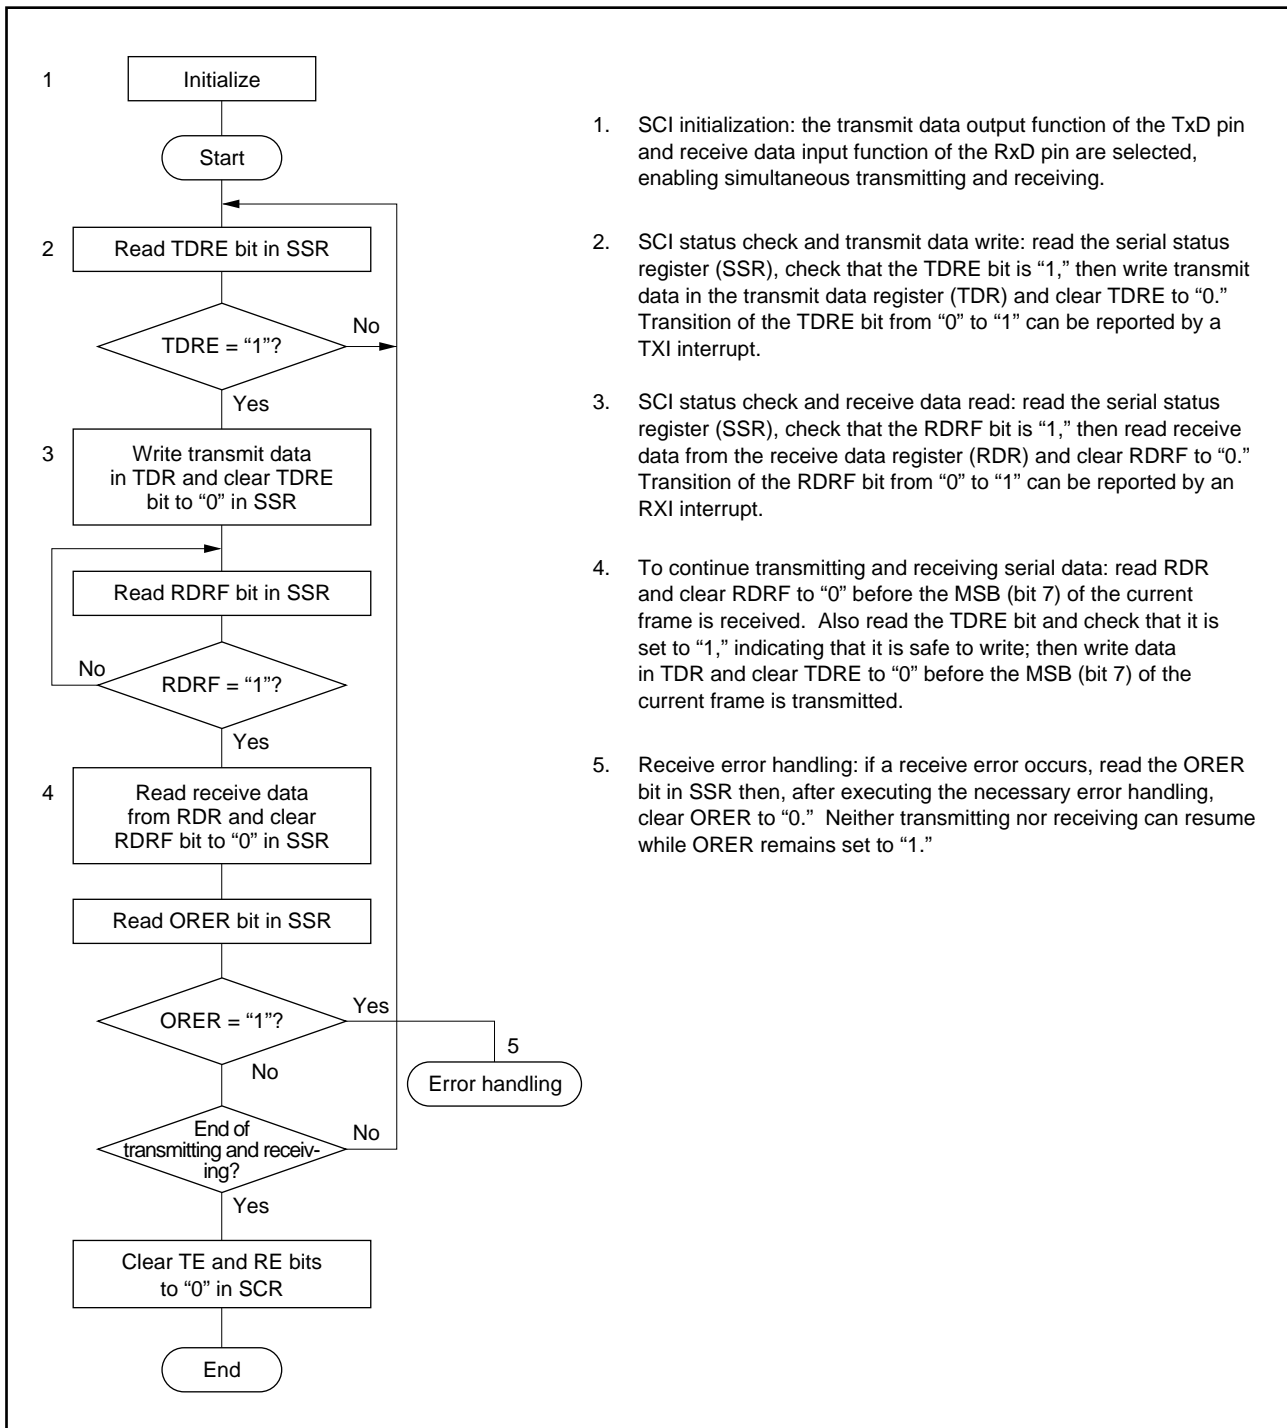 1
Initialize
Start
2
Read TDRE bit in SSR
TDRE = “1”?
No
Yes
3
Write transmit data
in TDR and clear TDRE
bit to “0” in SSR
Read RDRF bit in SSR
No
RDRF = “1”?
Yes
4
Read receive data
from RDR and clear
RDRF bit to “0” in SSR
Read ORER bit in SSR
ORER = “1”?
Yes
5
Error handling
No
End of
transmitting and receiv-
ing?
No
Yes
Clear TE and RE bits
to “0” in SCR
End
1. SCI initialization: the transmit data output function of the TxD pin
and receive data input function of the RxD pin are selected,
enabling simultaneous transmitting and receiving.
2. SCI status check and transmit data write: read the serial status
register (SSR), check that the TDRE bit is “1,” then write transmit
data in the transmit data register (TDR) and clear TDRE to “0.”
Transition of the TDRE bit from “0” to “1” can be reported by a
TXI interrupt.
3. SCI status check and receive data read: read the serial status
register (SSR), check that the RDRF bit is “1,” then read receive
data from the receive data register (RDR) and clear RDRF to “0.”
Transition of the RDRF bit from “0” to “1” can be reported by an
RXI interrupt.
4. To continue transmitting and receiving serial data: read RDR
and clear RDRF to “0” before the MSB (bit 7) of the current
frame is received. Also read the TDRE bit and check that it is
set to “1,” indicating that it is safe to write; then write data
in TDR and clear TDRE to “0” before the MSB (bit 7) of the
current frame is transmitted.
5. Receive error handling: if a receive error occurs, read the ORER
bit in SSR then, after executing the necessary error handling,
clear ORER to “0.” Neither transmitting nor receiving can resume
while ORER remains set to “1.”